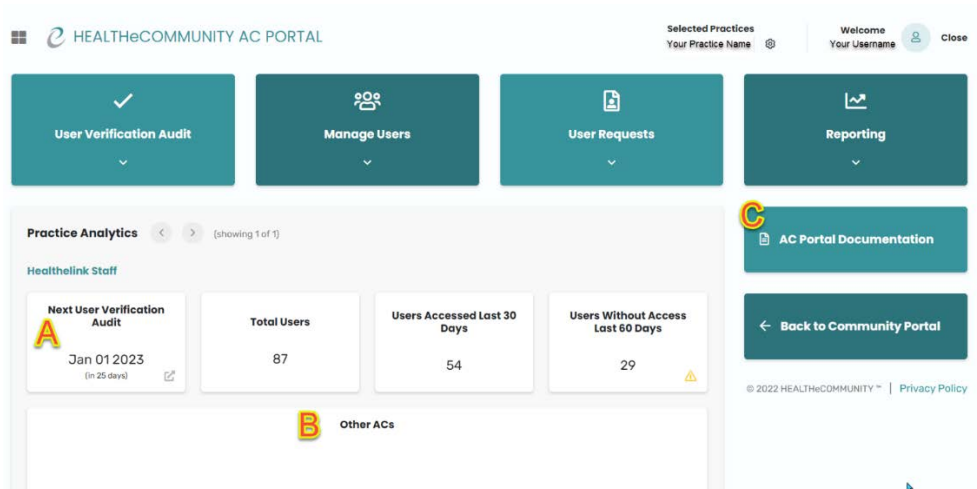 HEALTHeCOMMUNITY AC PORTAL
Selected Practices
Your Practice Name
Welcome
Your Username
Close
User Verification Audit
Manage Users
User Requests
Reporting
Practice Analytics
(showing 1 of 1)
C
AC Portal Documentation
Healthelink Staff
Next User Verification
Audit
A
Jan 01 2023
(in 25 days)
Total Users
87
Users Accessed Last 30
Days
54
Users Without Access
Last 60 Days
29
Back to Community Portal
© 2022 HEALTHeCOMMUNITY ™ | Privacy Policy
B
Other ACs